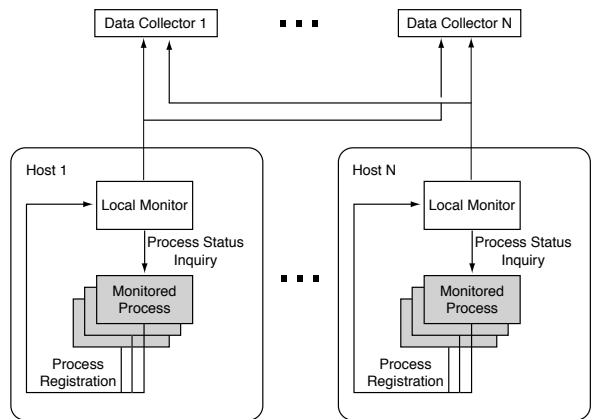 Data Collector 1
Data Collector N
Host 1
Local Monitor
Process Status
Inquiry
Monitored
Process
Process
Registration
Host N
Local Monitor
Process Status
Inquiry
Monitored
Process
Process
Registration